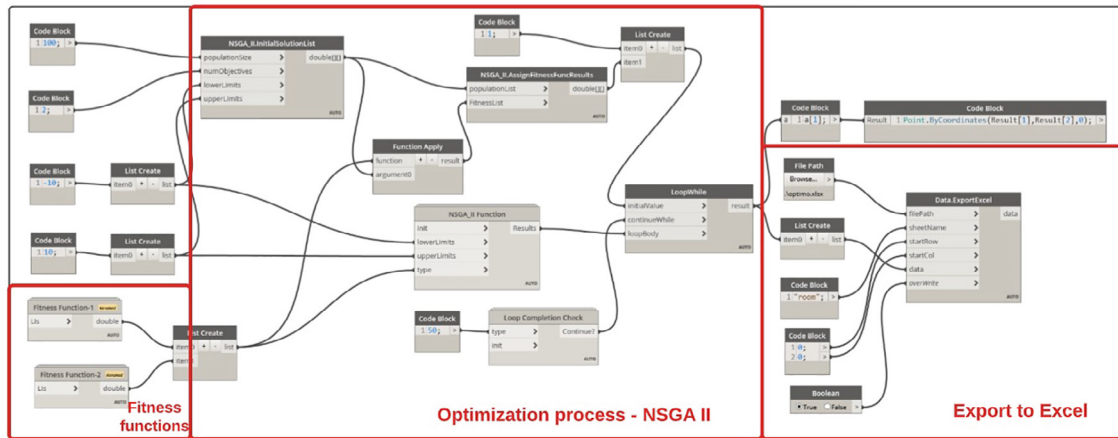 Code Block
1 100; >
Code Block
1 2; >
Code Block
1 -10; >
List Create
item0 + - list
Code Block
1 10; >
List Create
item0 + - list
Fitness Function-1
Lis > double
AUTO
Fitness Function-2
Lis > double
AUTO
List Create
item0 + - list
item1
AUTO
Fitness
functions
NSGA_II.InitialSolutionList
populationSize > double[][]
numObjectives >
lowerLimits >
upperLimits >
AUTO
Code Block
1 1; >
List Create
item0 + - list
item1
AUTO
NSGA_II.AssignFitnessFuncResults
populationList > double[][]
FitnessList >
AUTO
Function Apply
function + - result
argument0
AUTO
NSGA_II Function
init > Results
lowerLimits >
upperLimits >
type >
AUTO
Code Block
1 50; >
Loop Completion Check
type > Continue?
init >
AUTO
LoopWhile
initialValue > result
continueWhile >
loopBody >
AUTO
Optimization process - NSGA II
Code Block
a 1 a[1]; >
Code Block
Result 1 Point.ByCoordinates(Result[1],Result[2],0); >
File Path
Browse... >
.\optimo.xlsx
List Create
item0 + - list
Code Block
1 "room"; >
Code Block
1 0; >
2 0; >
Boolean
True False >
Data.ExportExcel
filePath > data
sheetName >
startRow >
startCol >
data >
overWrite >
AUTO
Export to Excel